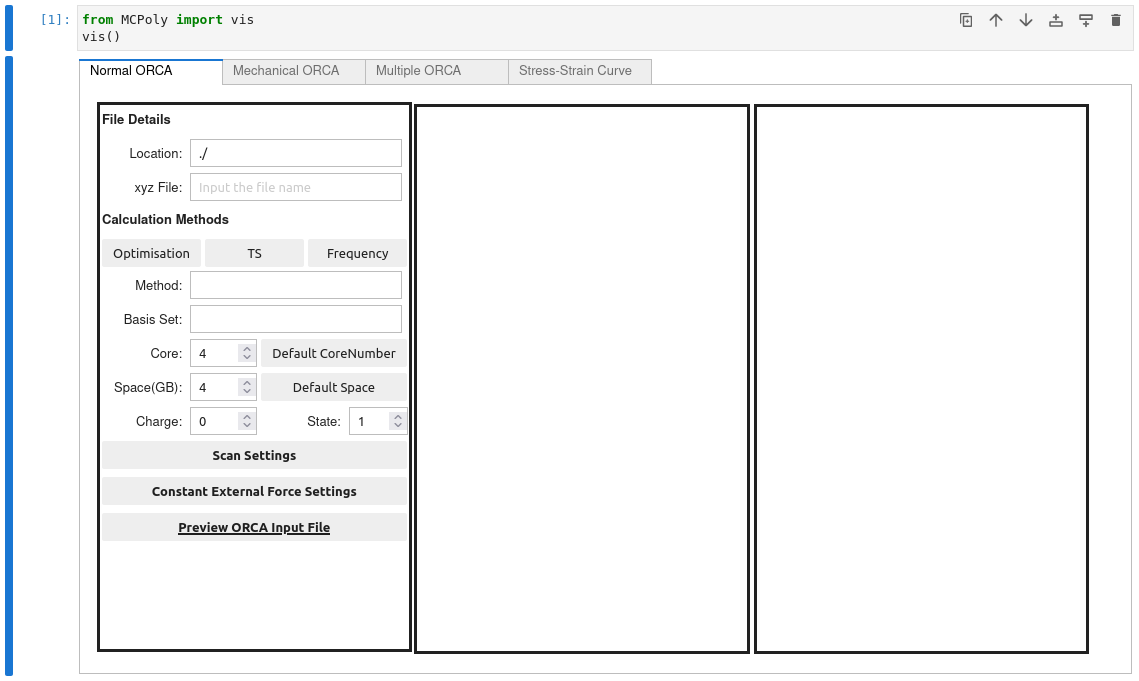 [1]: from MCPoly import vis
vis()
Normal ORCA Mechanical ORCA Multiple ORCA Stress-Strain Curve
File Details
Location: ./
xyz File: Input the file name
Calculation Methods
Optimisation TS Frequency
Method:
Basis Set:
Core: 4 Default CoreNumber
Space(GB): 4 Default Space
Charge: 0 State: 1
Scan Settings
Constant External Force Settings
Preview ORCA Input File